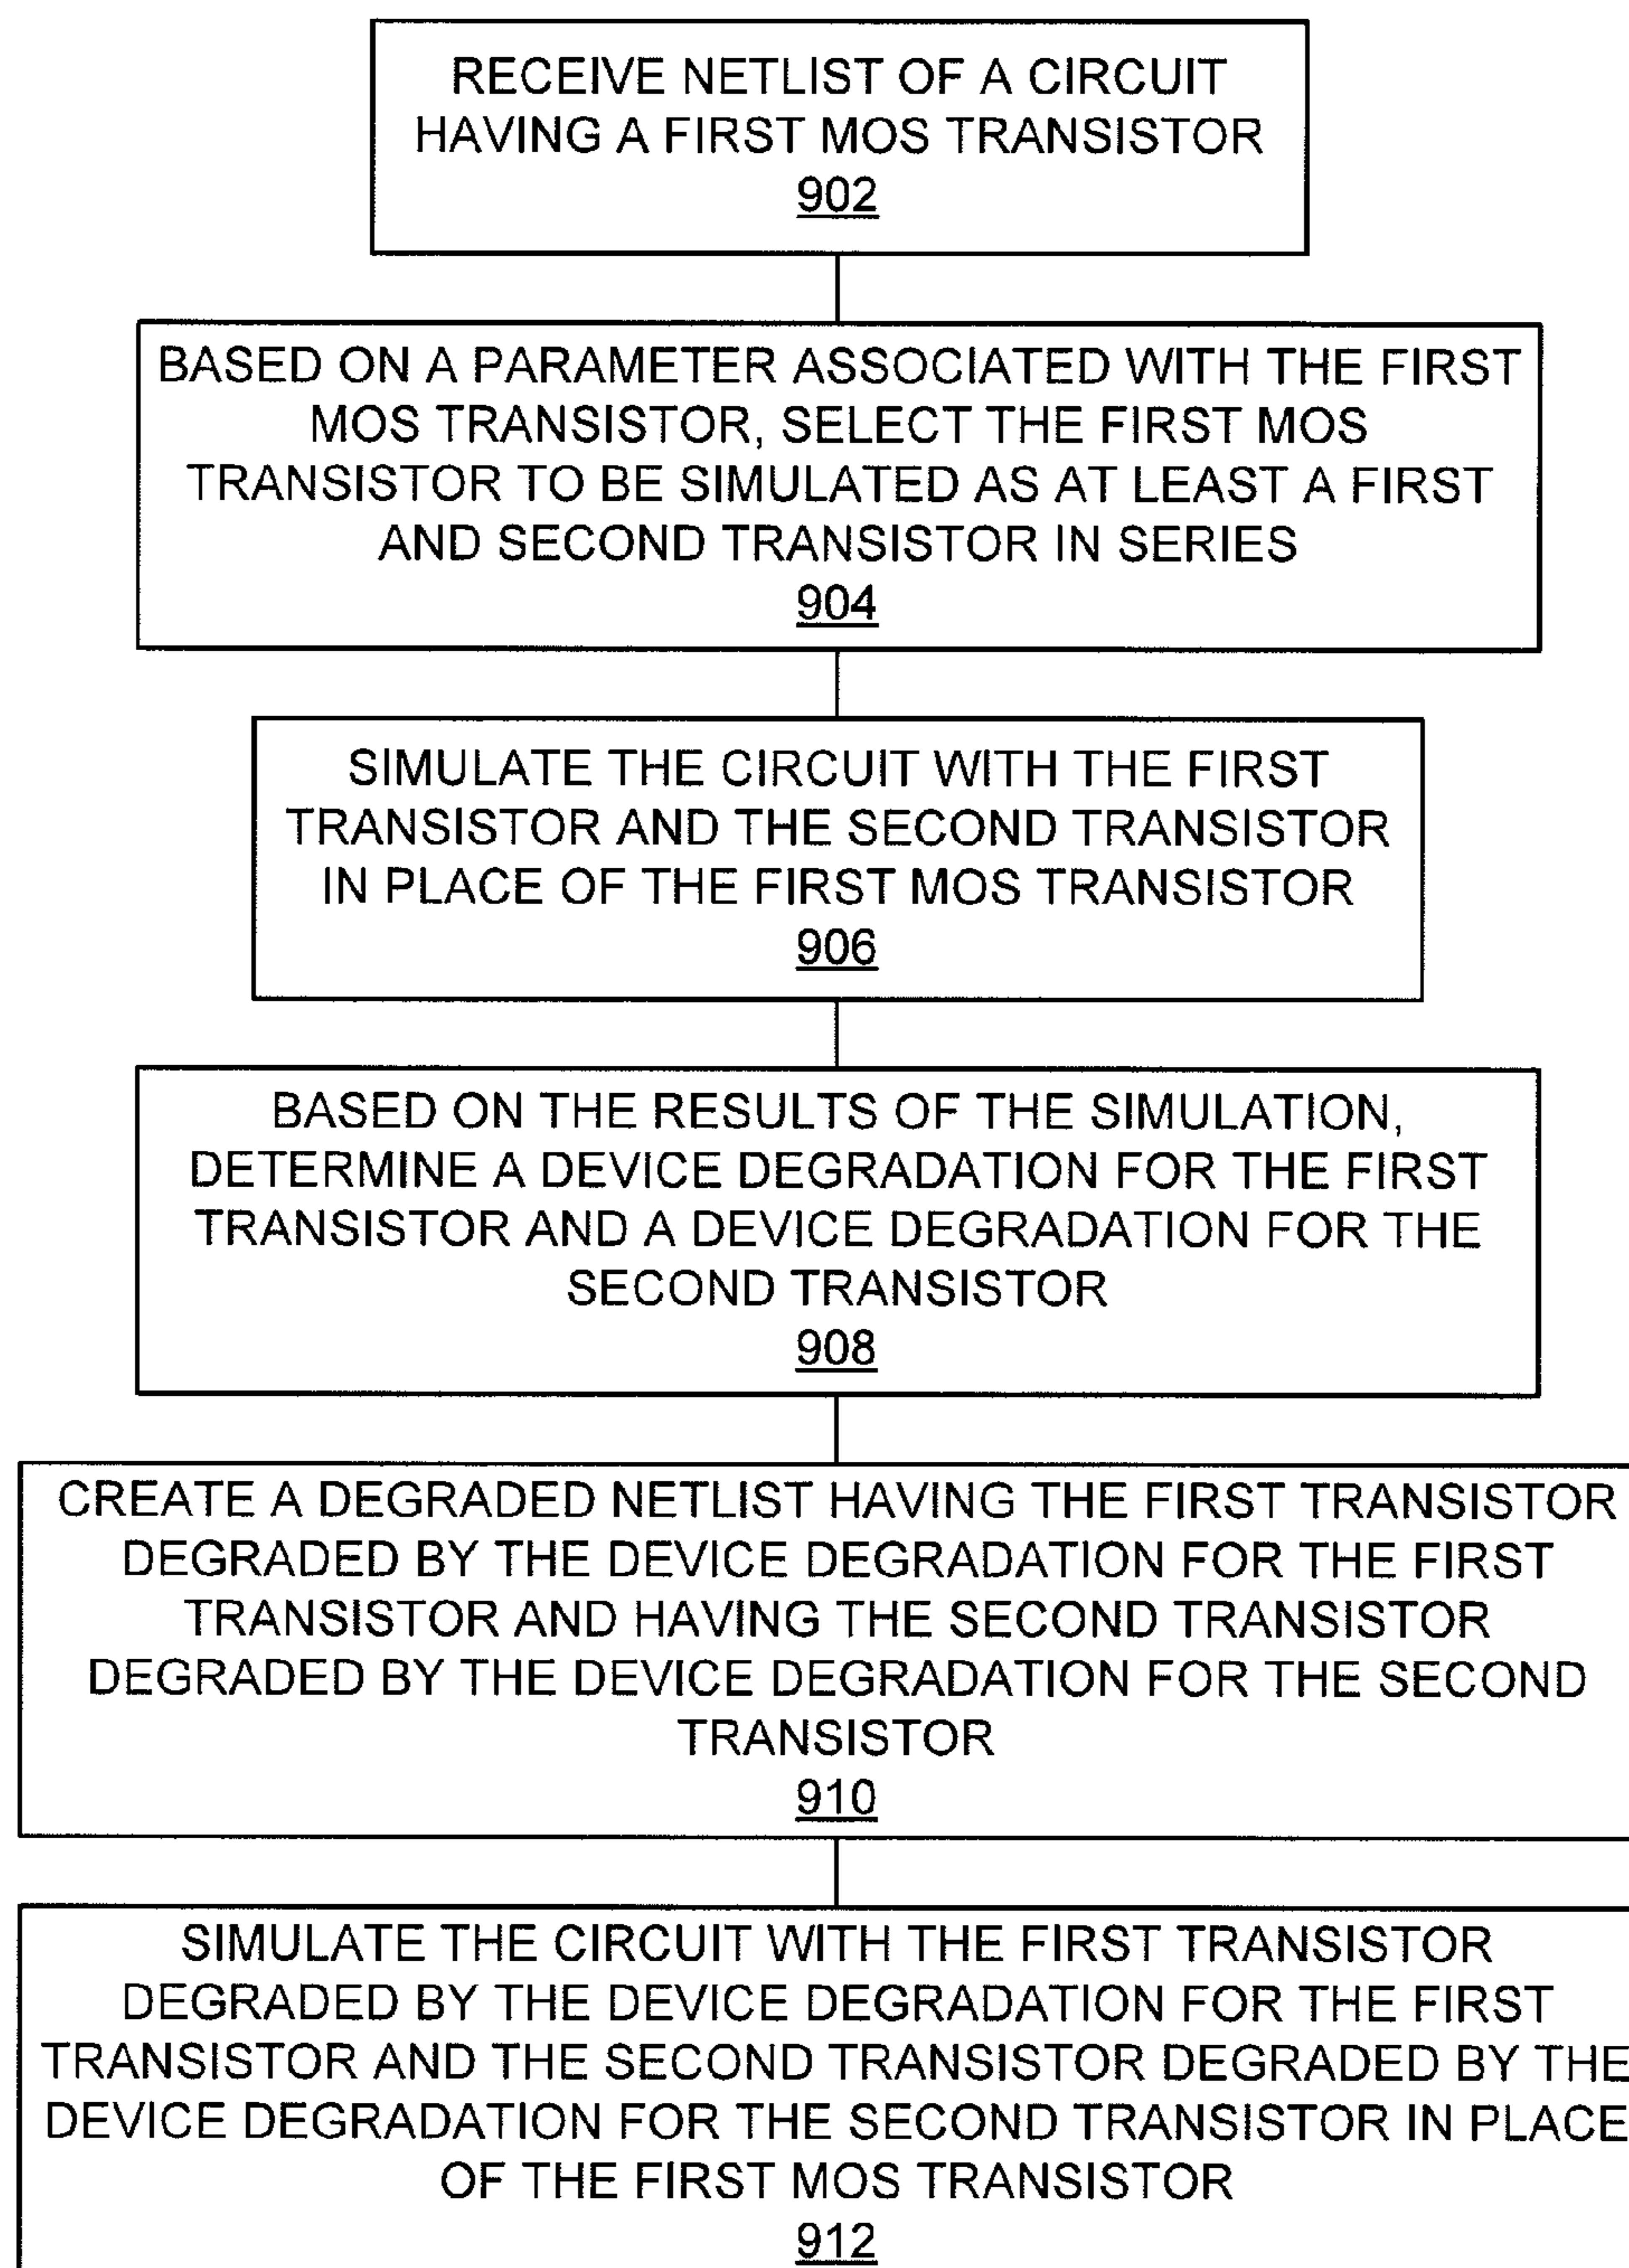 RECEIVE NETLIST OF A CIRCUIT
HAVING A FIRST MOS TRANSISTOR
902
BASED ON A PARAMETER ASSOCIATED WITH THE FIRST
MOS TRANSISTOR, SELECT THE FIRST MOS
TRANSISTOR TO BE SIMULATED AS AT LEAST A FIRST
AND SECOND TRANSISTOR IN SERIES
904
SIMULATE THE CIRCUIT WITH THE FIRST
TRANSISTOR AND THE SECOND TRANSISTOR
IN PLACE OF THE FIRST MOS TRANSISTOR
906
BASED ON THE RESULTS OF THE SIMULATION,
DETERMINE A DEVICE DEGRADATION FOR THE FIRST
TRANSISTOR AND A DEVICE DEGRADATION FOR THE
SECOND TRANSISTOR
908
CREATE A DEGRADED NETLIST HAVING THE FIRST TRANSISTOR
DEGRADED BY THE DEVICE DEGRADATION FOR THE FIRST
TRANSISTOR AND HAVING THE SECOND TRANSISTOR
DEGRADED BY THE DEVICE DEGRADATION FOR THE SECOND
TRANSISTOR
910
SIMULATE THE CIRCUIT WITH THE FIRST TRANSISTOR
DEGRADED BY THE DEVICE DEGRADATION FOR THE FIRST
TRANSISTOR AND THE SECOND TRANSISTOR DEGRADED BY THE
DEVICE DEGRADATION FOR THE SECOND TRANSISTOR IN PLACE
OF THE FIRST MOS TRANSISTOR
912